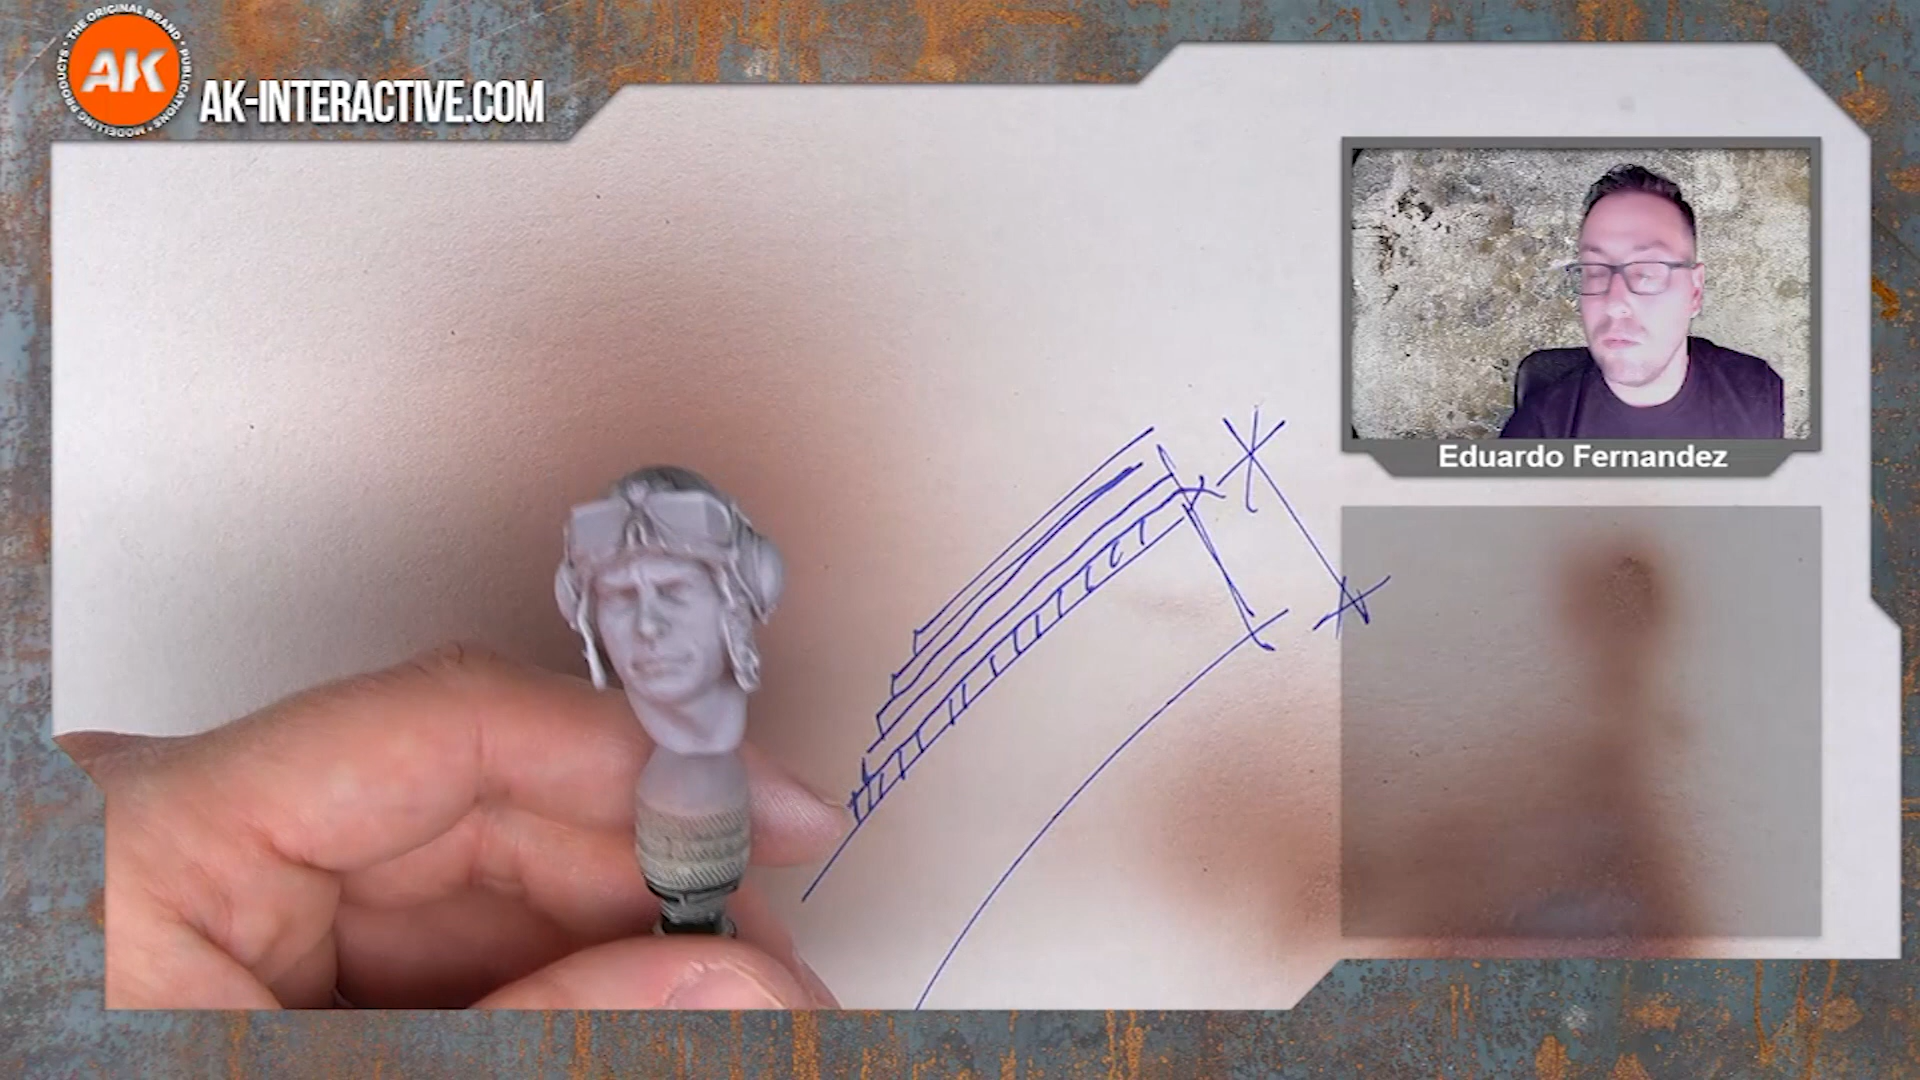 THE ORIGINAL BRAND • PUBLICATIONS • MODELLING PRODUCTS •
AK
AK-INTERACTIVE.COM
Eduardo Fernandez